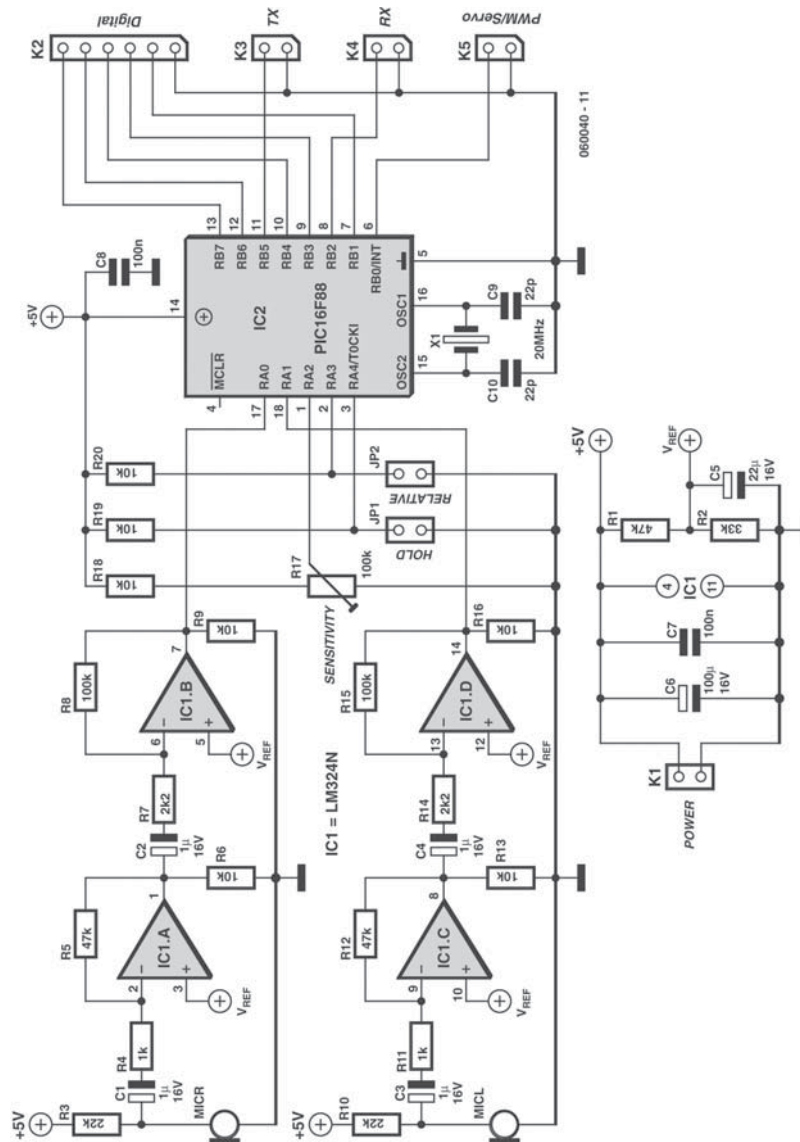 +5V
R3
22k
MICR
C1
1µ
16V
R4
1k
R5
47k
2
3
1
IC1.A
VREF
R6
10k
C2
1µ
16V
R7
2k2
R8
100k
6
5
7
IC1.B
VREF
R9
10k
+5V
R10
22k
MICL
C3
1µ
16V
R11
1k
R12
47k
9
10
8
IC1.C
VREF
R13
10k
C4
1µ
16V
R14
2k2
R15
100k
13
12
14
IC1.D
VREF
R16
10k
IC1 = LM324N
R18
10k
R19
10k
R20
10k
R17
100k
SENSITIVITY
JP1
HOLD
JP2
RELATIVE
+5V
C8
100n
14
IC2
PIC16F88
4
MCLR
17
RA0
18
RA1
1
RA2
2
RA3
3
RA4/T0CKI
13
RB7
12
RB6
11
RB5
10
RB4
9
RB3
8
RB2
7
RB1
6
RB0/INT
15
OSC2
16
OSC1
5
X1
20MHz
C10
22p
C9
22p
K2
Digital
K3
TX
K4
RX
K5
PWM/Servo
060040 - 11
K1
POWER
C6
100µ
16V
C7
100n
4
IC1
11
R1
47k
R2
33k
C5
22µ
16V
+5V
VREF